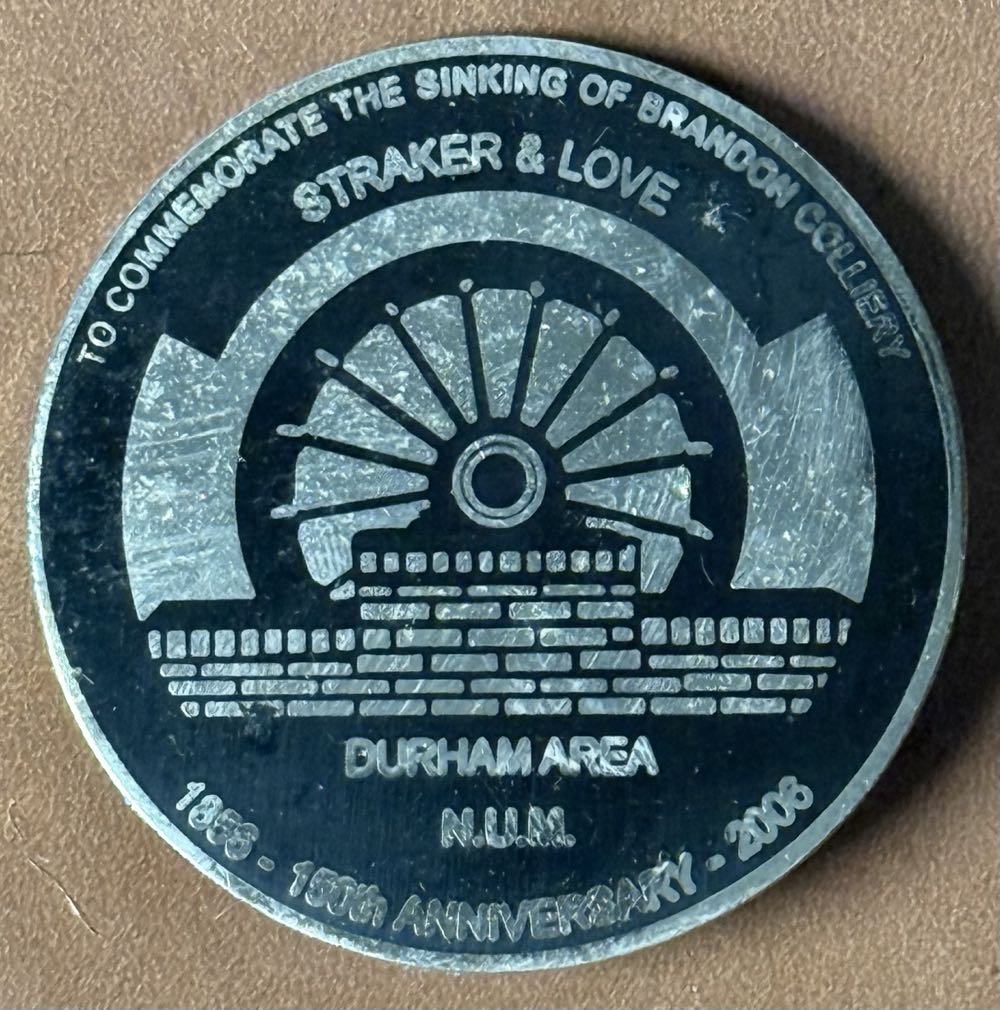 TO COMMEMORATE THE SINKING OF BRANDON COLLIERY
STRAKER & LOVE
DURHAM AREA
N.U.M.
1856 - 150th ANNIVERSARY - 2006